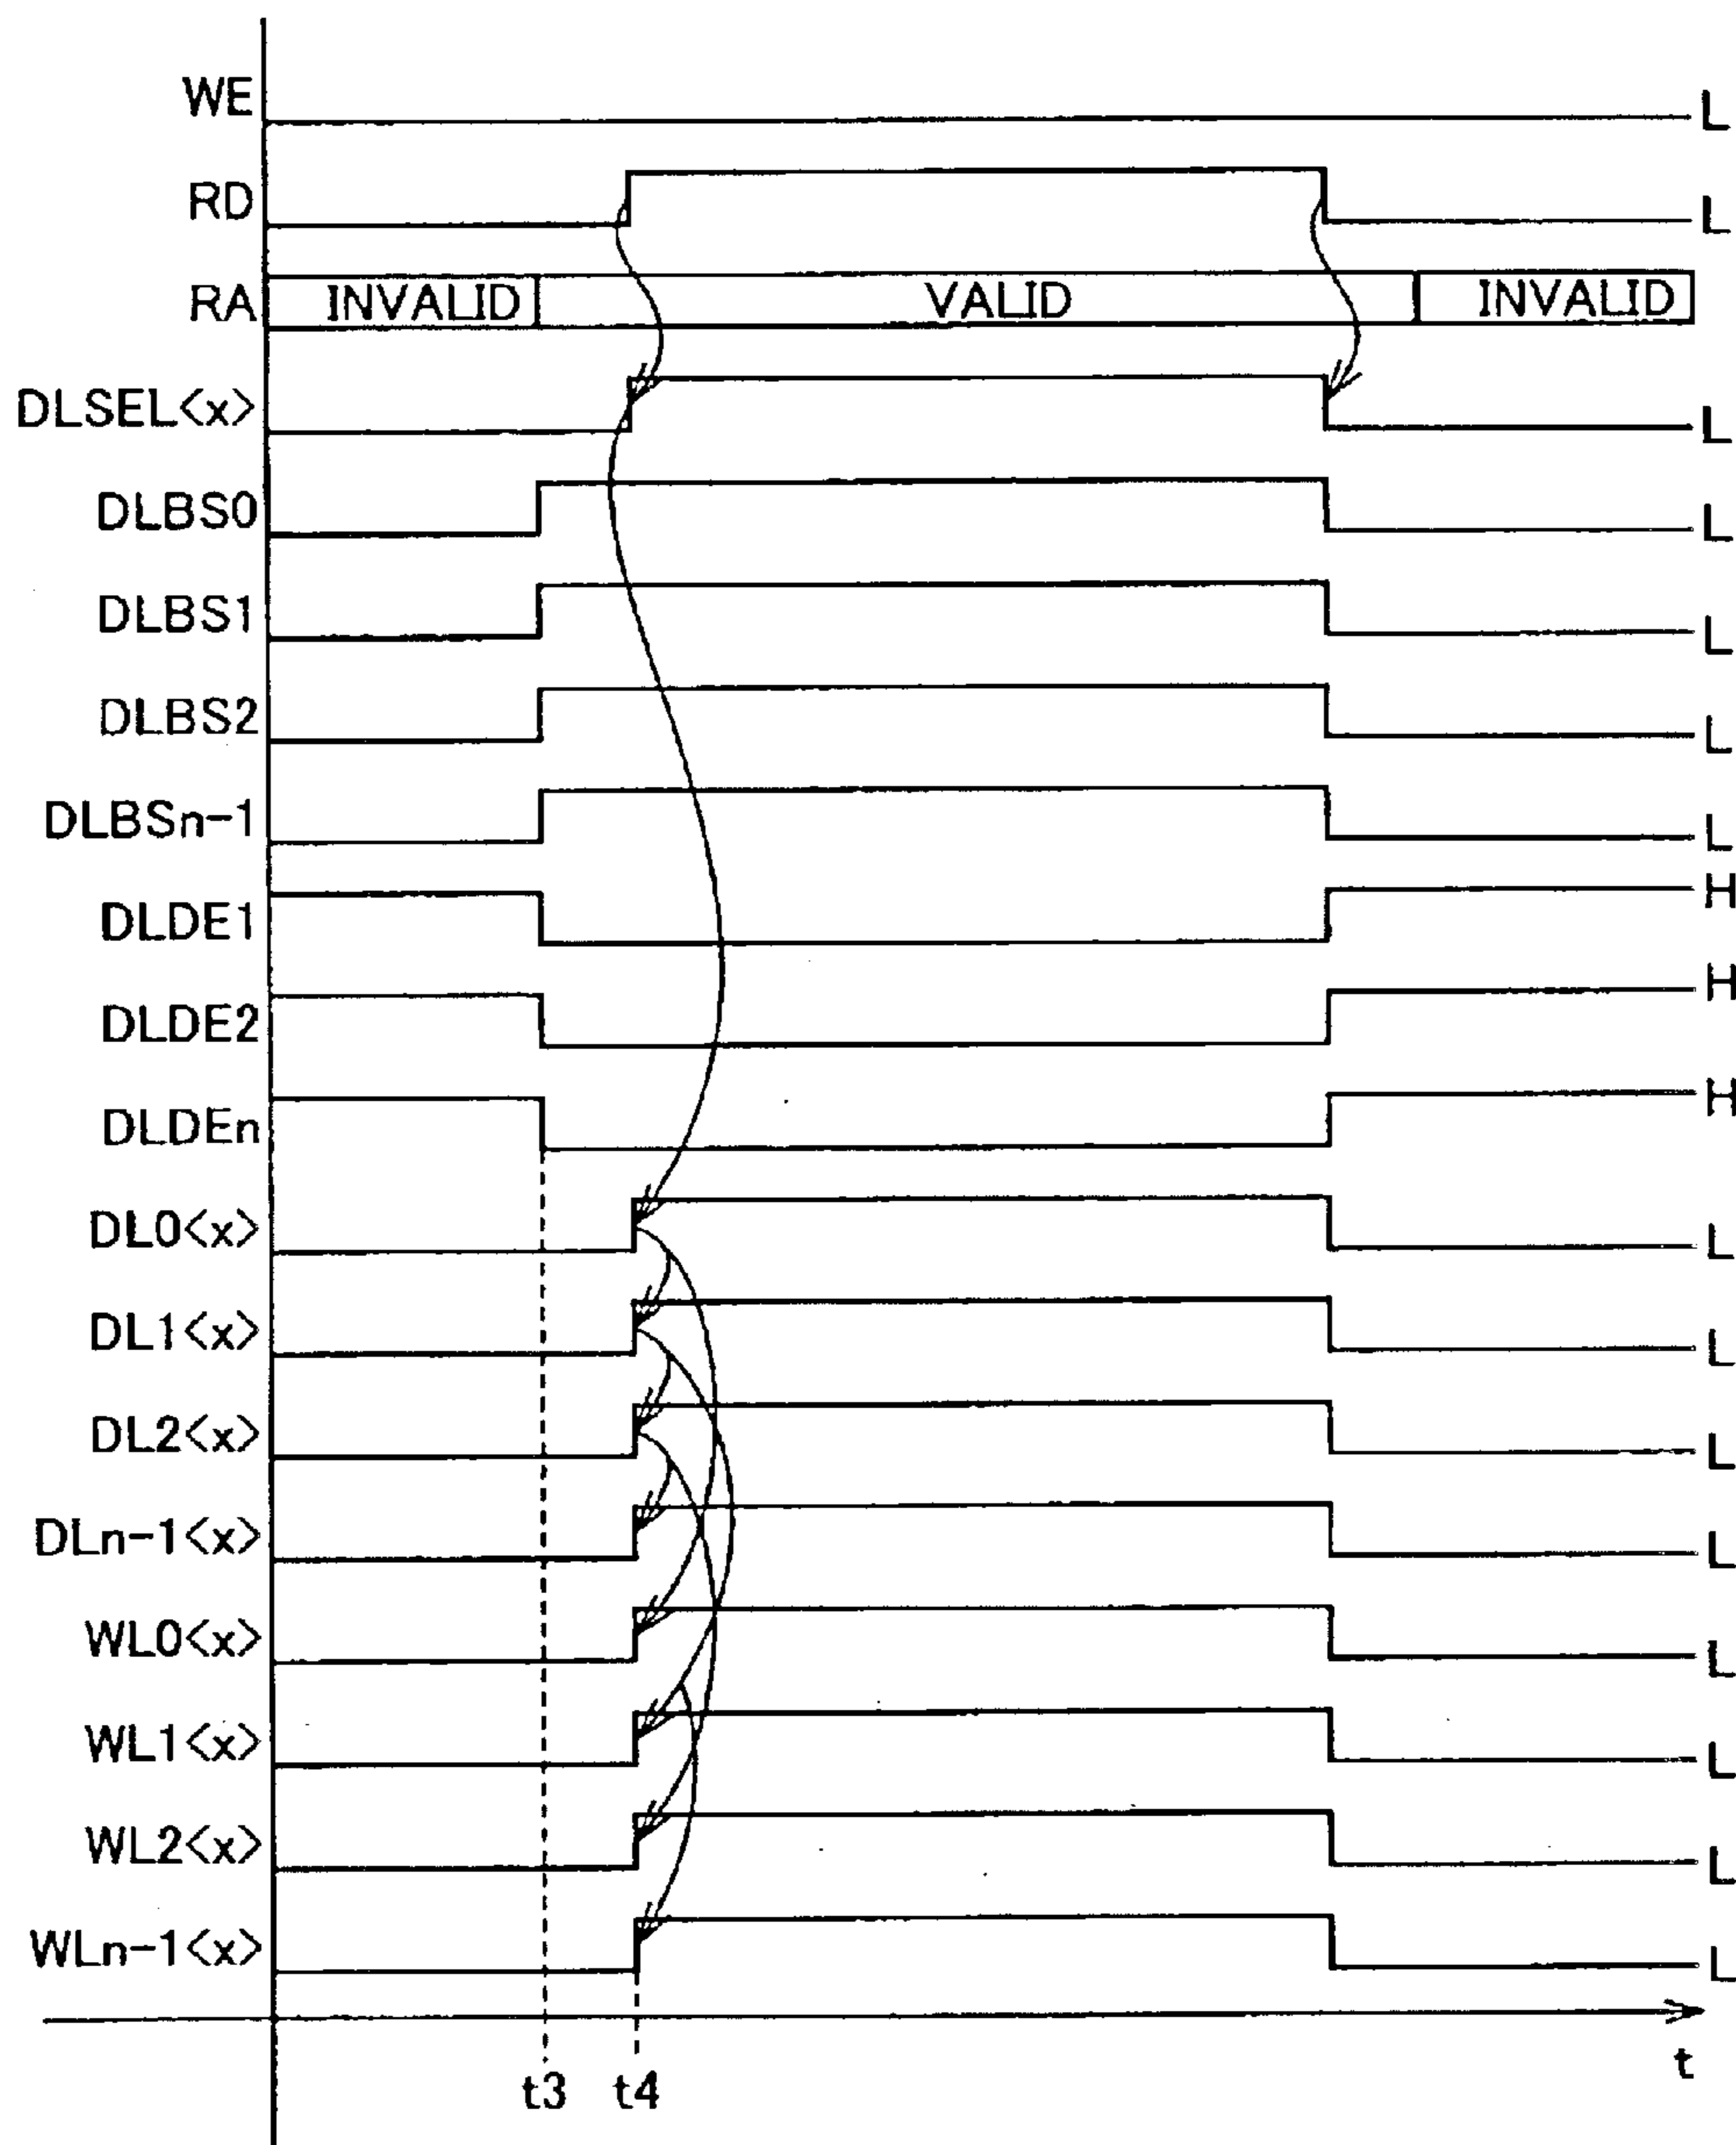 WE L
RD L
RA INVALID VALID INVALID
DLSEL<x> L
DLBS0 L
DLBS1 L
DLBS2 L
DLBSn-1 L
DLDE1 H
DLDE2 H
DLDEn H
DL0<x> L
DL1<x> L
DL2<x> L
DLn-1<x> L
WL0<x> L
WL1<x> L
WL2<x> L
WLn-1<x> L
t
t3 t4